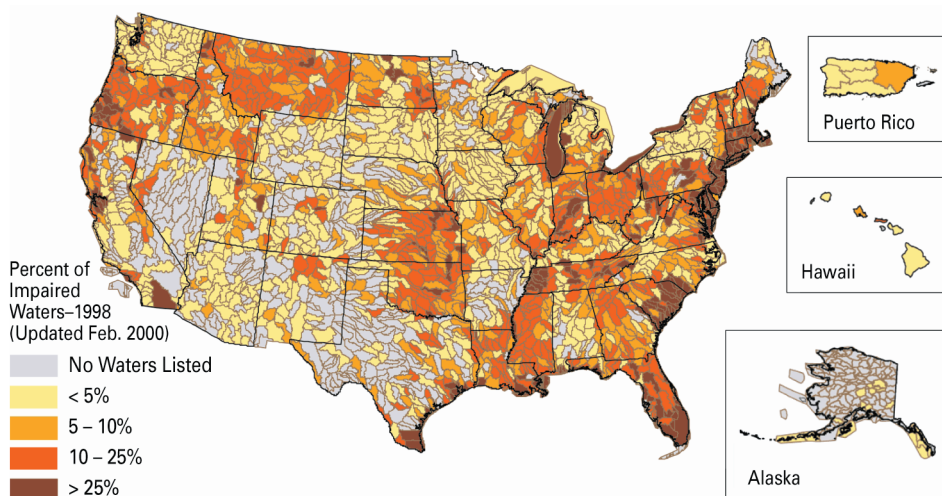 Puerto Rico
Hawaii
Percent of
Impaired
Waters–1998
(Updated Feb. 2000)
No Waters Listed
< 5%
5 – 10%
10 – 25%
> 25%
Alaska